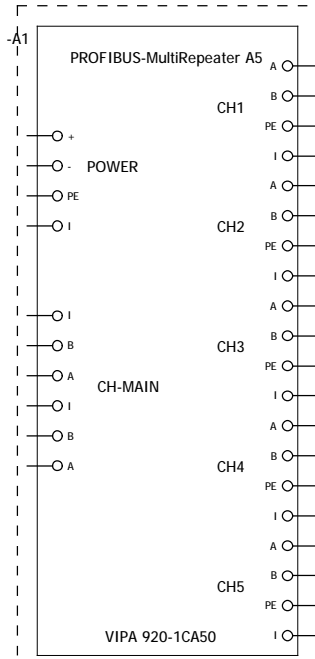 -A1
PROFIBUS-MultiRepeater A5
+
-
PE
I
POWER
I
B
A
I
B
A
CH-MAIN
A
B
PE
I
CH1
A
B
PE
I
CH2
A
B
PE
I
CH3
A
B
PE
I
CH4
A
B
PE
I
CH5
VIPA 920-1CA50